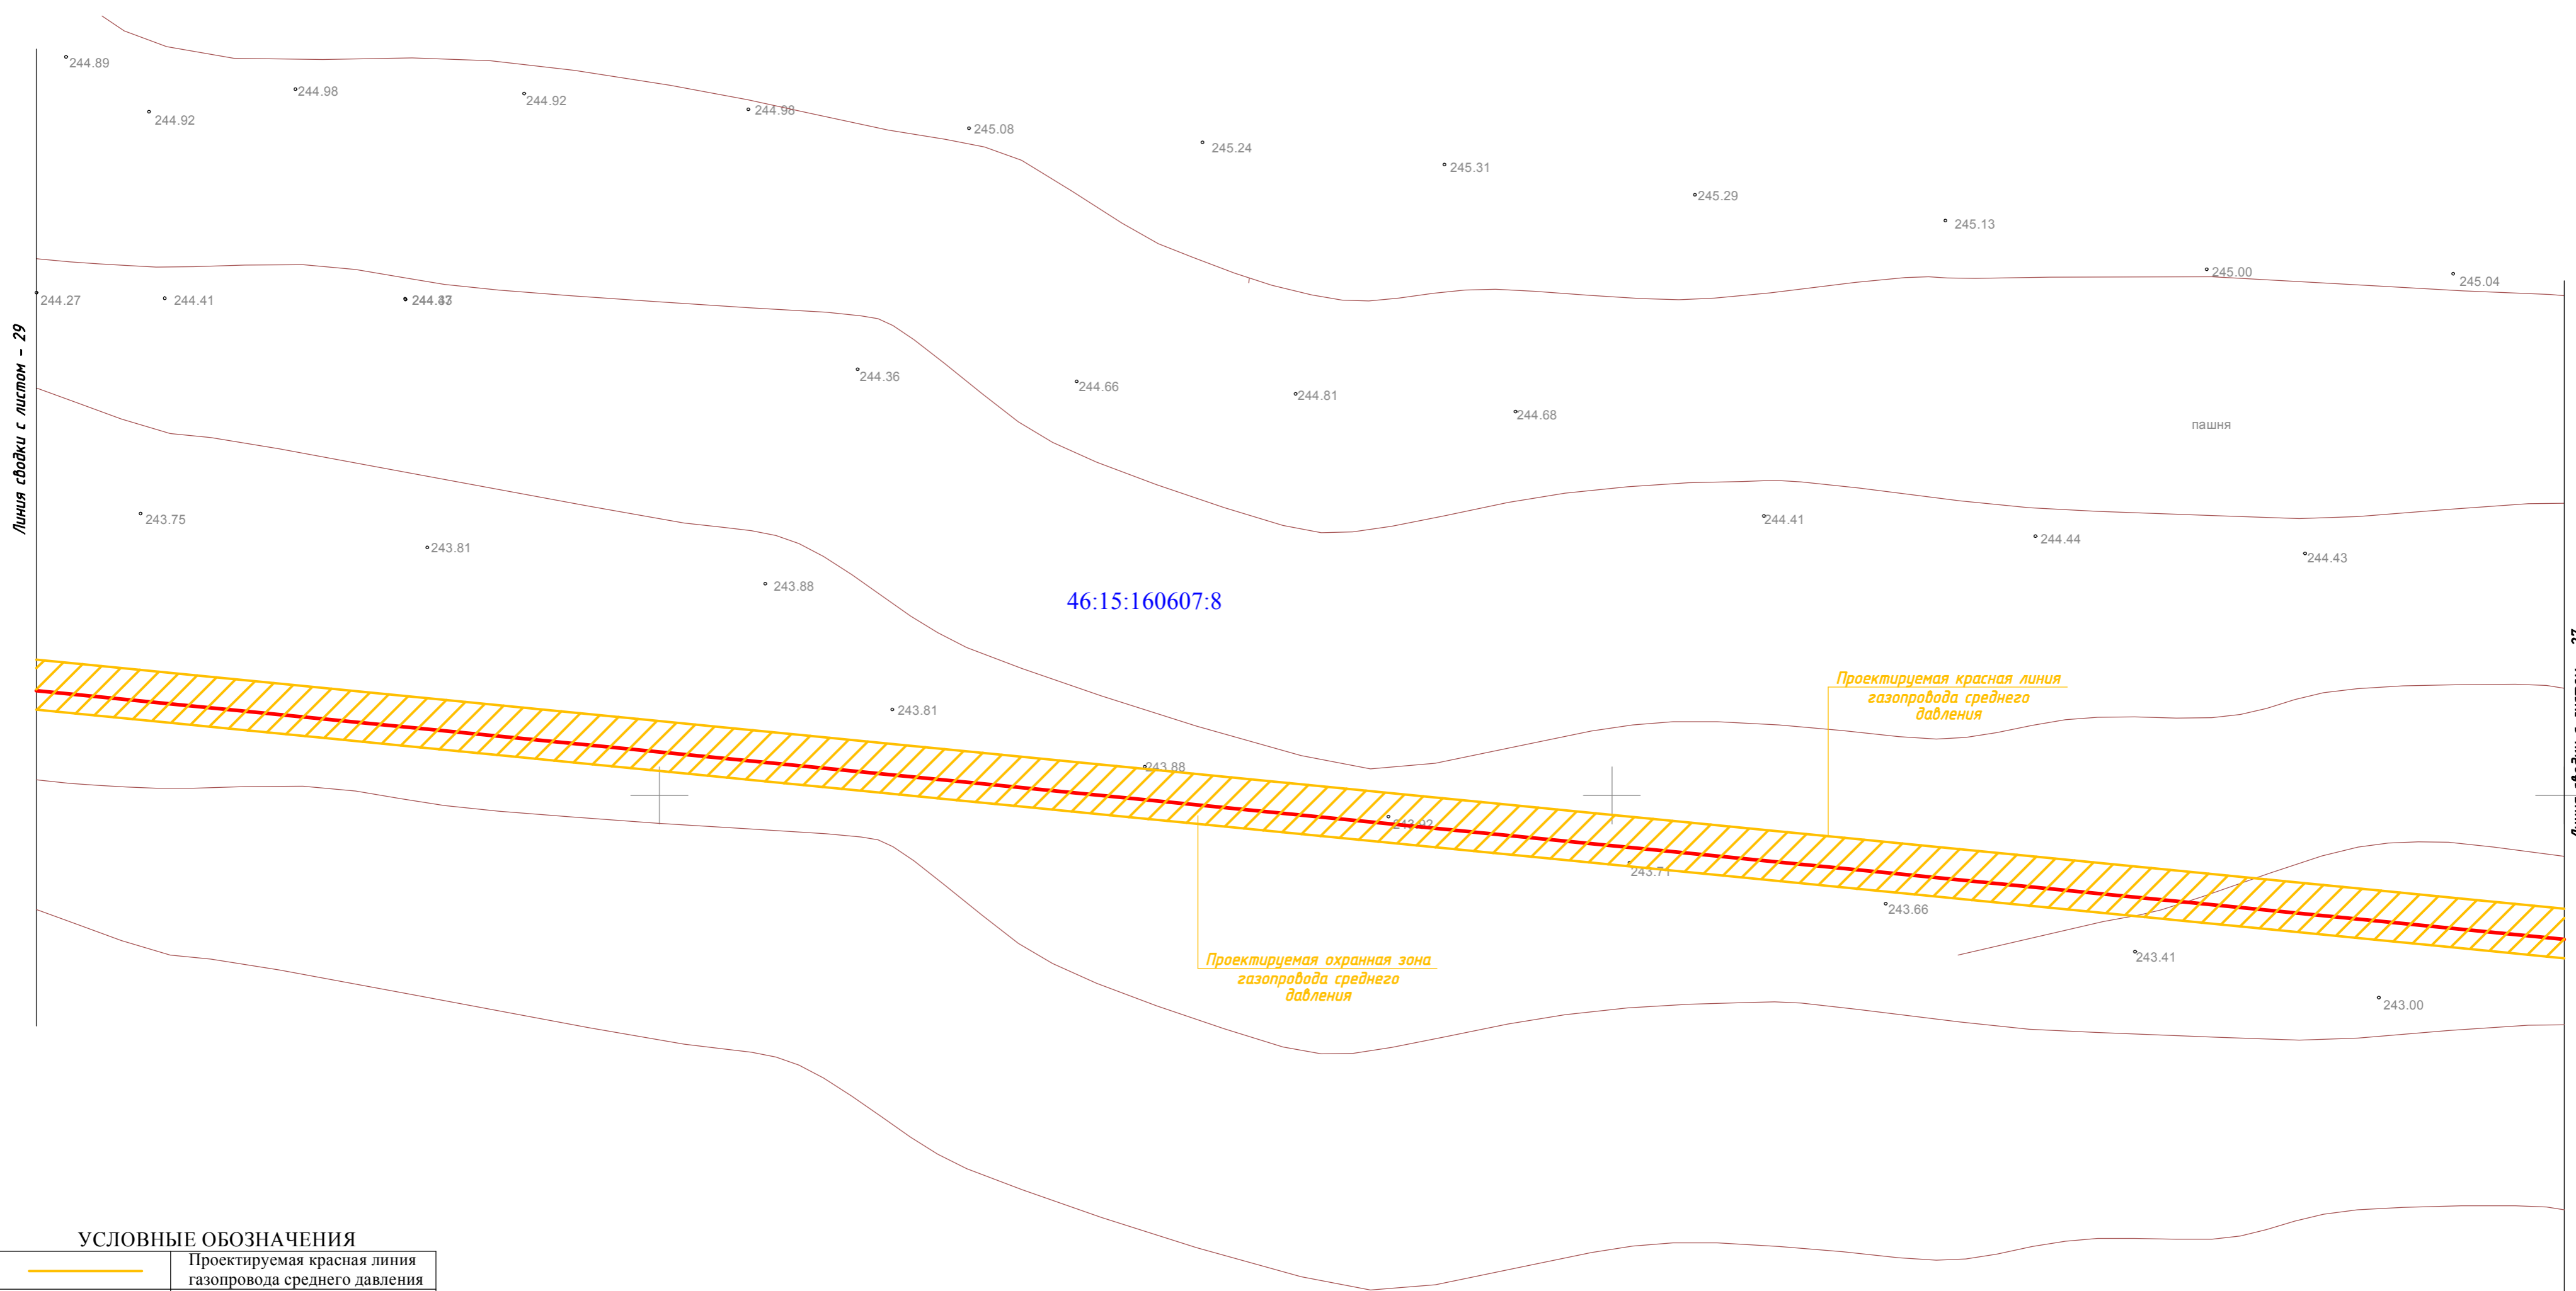 244.89
244.92
244.98
244.92
244.98
245.08
245.24
245.31
245.29
245.13
245.00
245.04
244.27
244.41
244.36
244.66
244.81
244.68
пашня
Линия сводки с листом - 29
243.75
243.81
243.88
244.41
244.44
244.43
46:15:160607:8
Проектируемая красная линия
газопровода среднего
давления
243.81
243.88
243.92
243.71
243.66
243.41
243.00
Проектируемая охранная зона
газопровода среднего
давления
УСЛОВНЫЕ ОБОЗНАЧЕНИЯ
Проектируемая красная линия
газопровода среднего давления